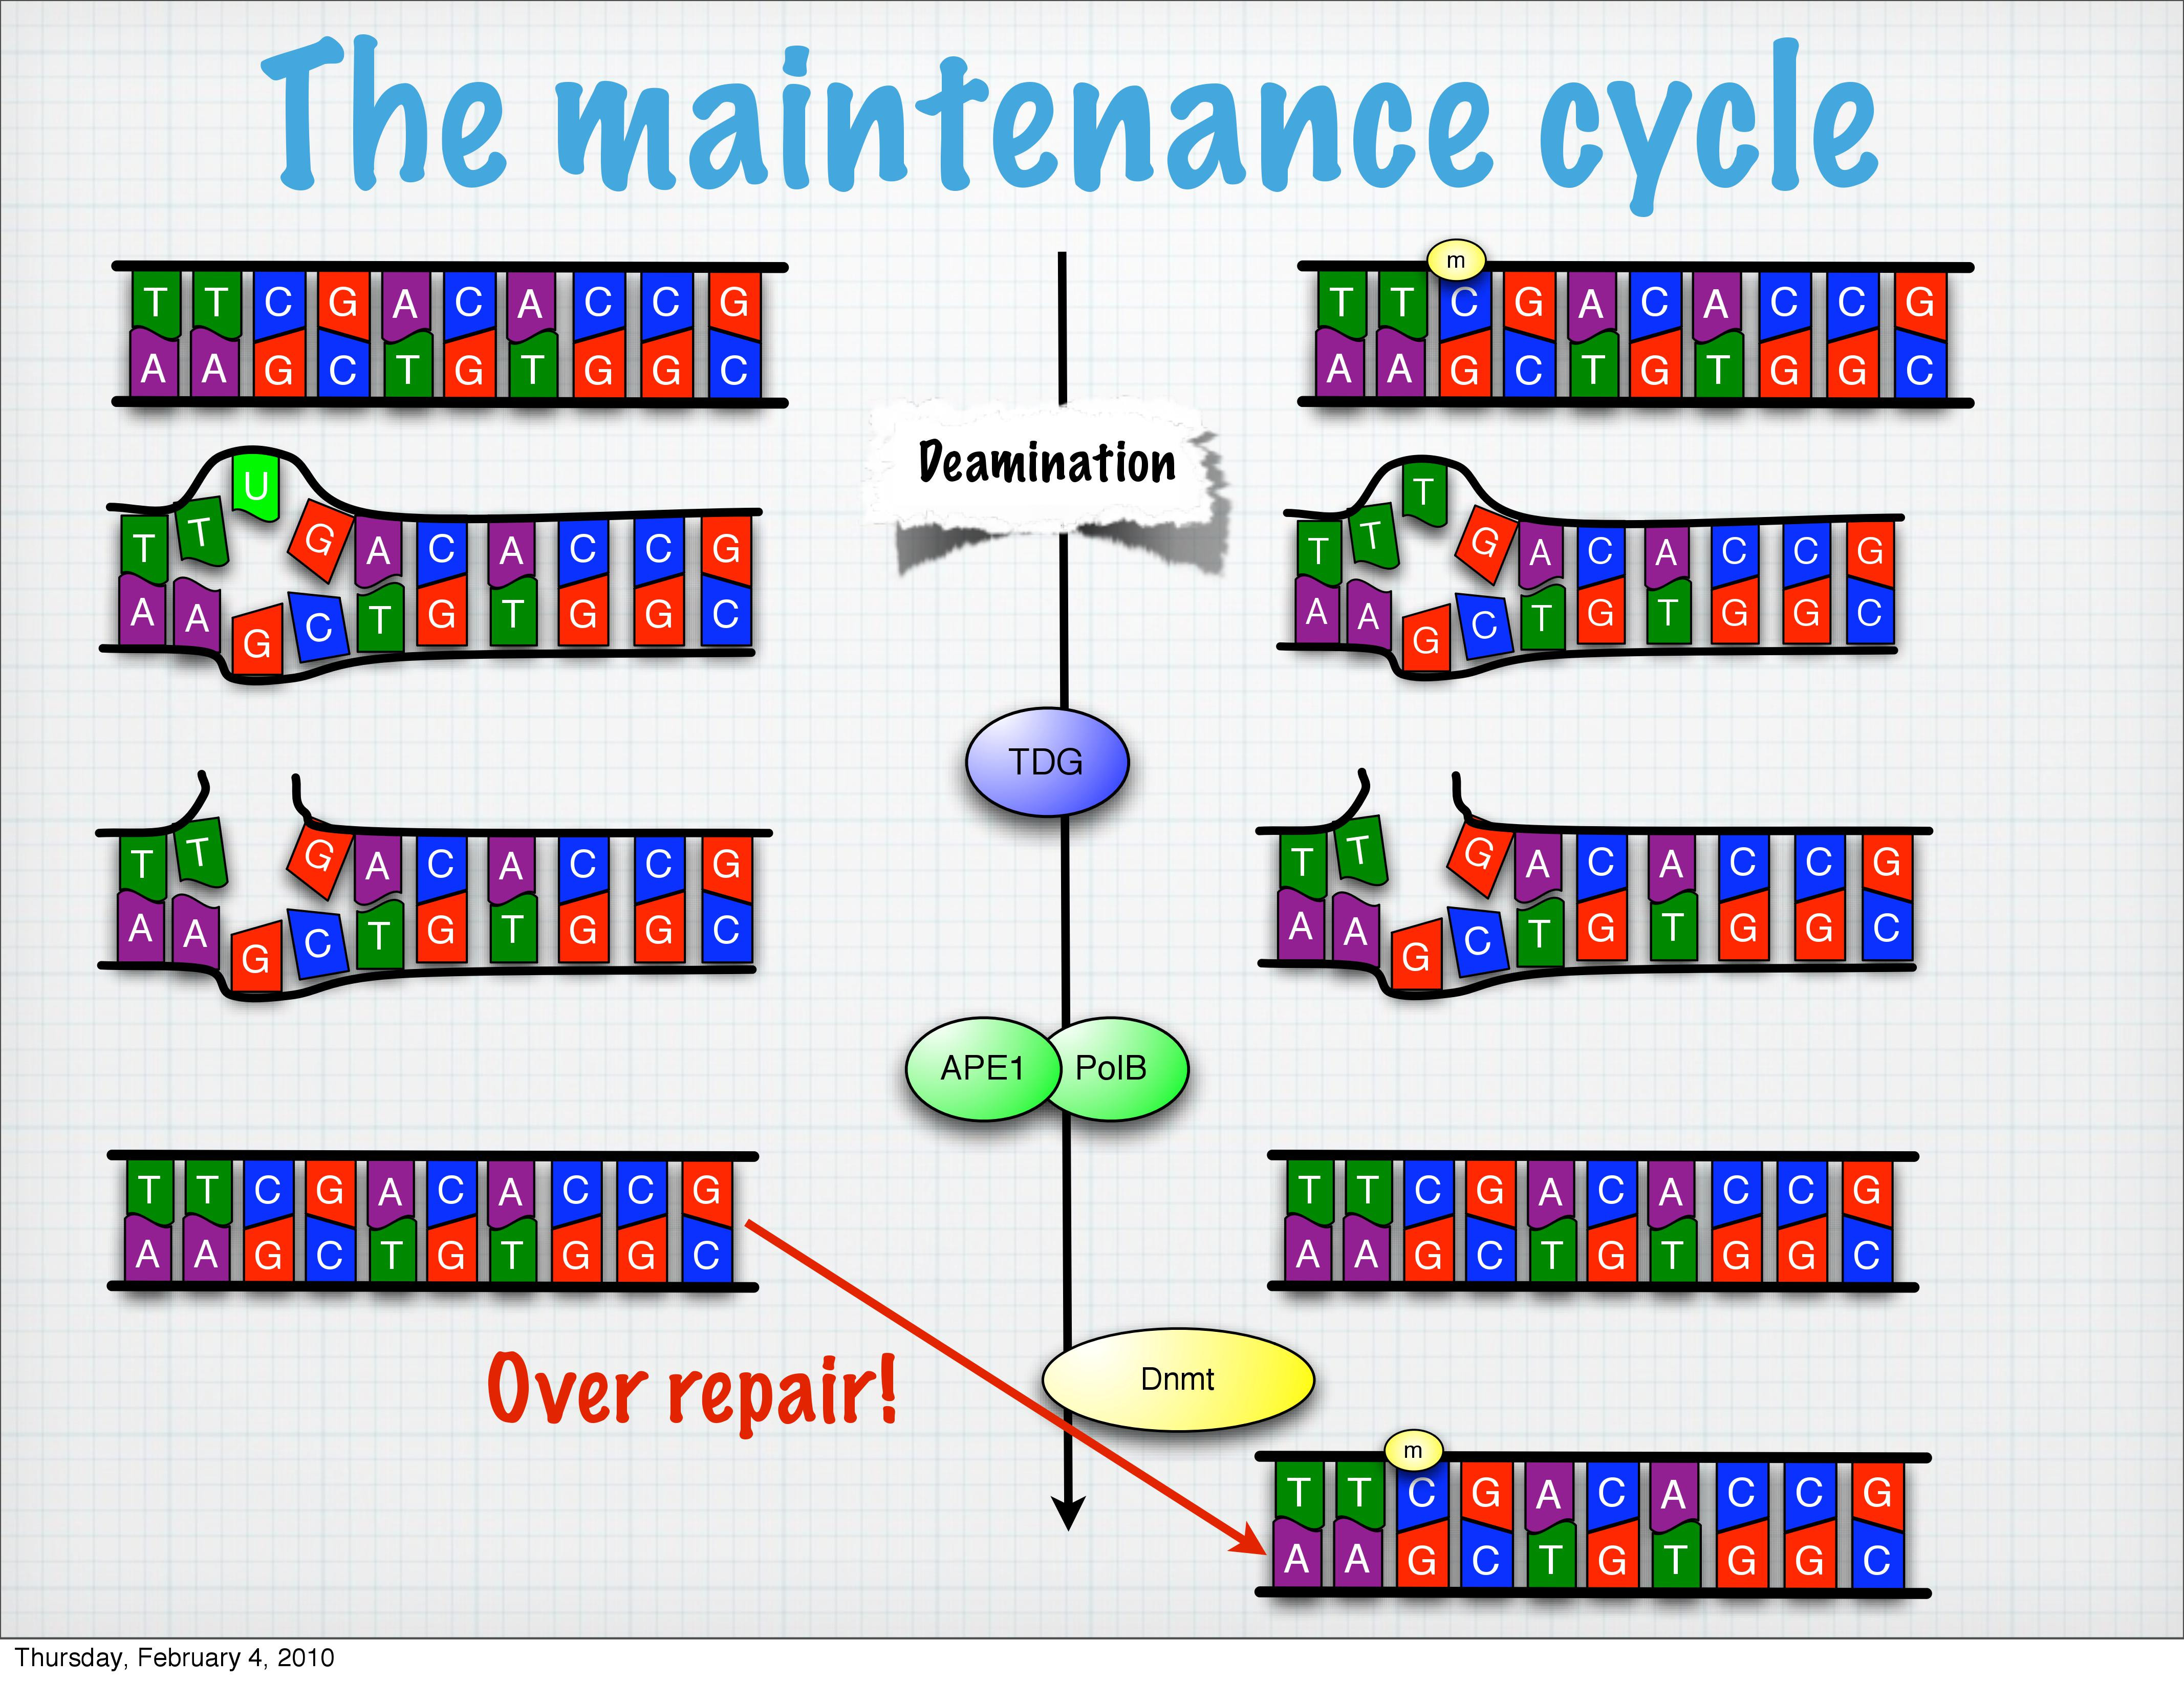 The maintenance cycle
T T C G A C A C C G
A A G C T G T G G C
m
T T C G A C A C C G
A A G C T G T G G C
Deamination
T T U G A C A C C G
A A G C T G T G G C
T T T G A C A C C G
A A G C T G T G G C
TDG
T T G A C A C C G
A A G C T G T G G C
T T G A C A C C G
A A G C T G T G G C
APE1
PolB
T T C G A C A C C G
A A G C T G T G G C
T T C G A C A C C G
A A G C T G T G G C
Over repair!
Dnmt
m
T T C G A C A C C G
A A G C T G T G G C
Thursday, February 4, 2010